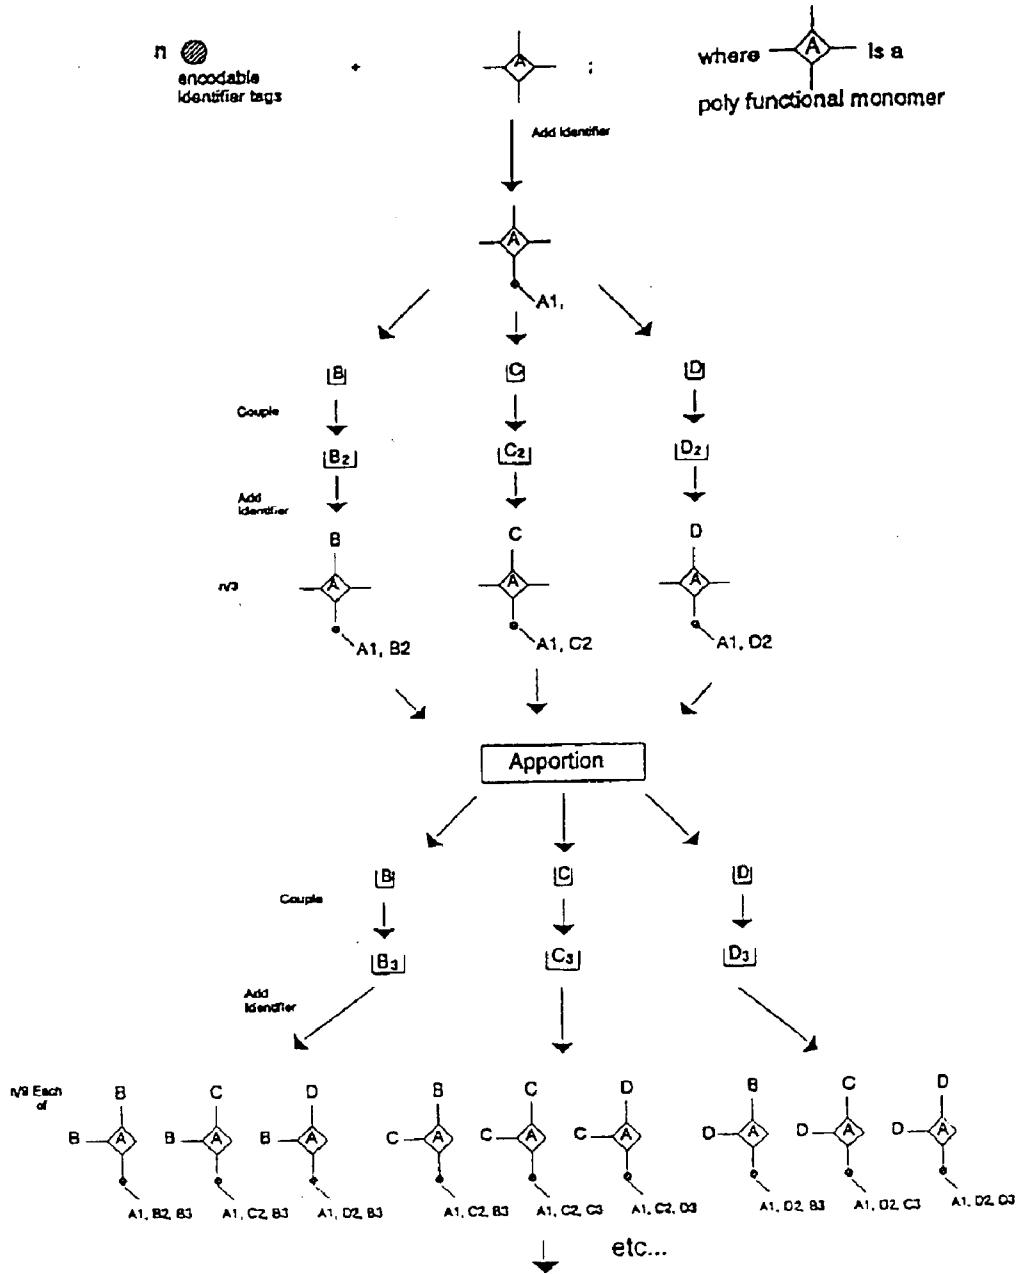 n
encodable
identifier tags
+
A
;
where A is a
poly functional monomer
Add Identifier
A
A1,
B C D
Couple
B2 C2 D2
Add
Identifier
B C D
n/3
A A A
A1, B2 A1, C2 A1, D2
Apportion
B C D
Couple
B3 C3 D3
Add
Identifier
n/9 Each
of
B C D B C D B C D
B A B A B A C A C A C A D A D A D A
A1, B2, B3 A1, C2, B3 A1, D2, B3 A1, C2, B3 A1, C2, C3 A1, C2, D3 A1, D2, B3 A1, D2, C3 A1, D2, D3
etc...